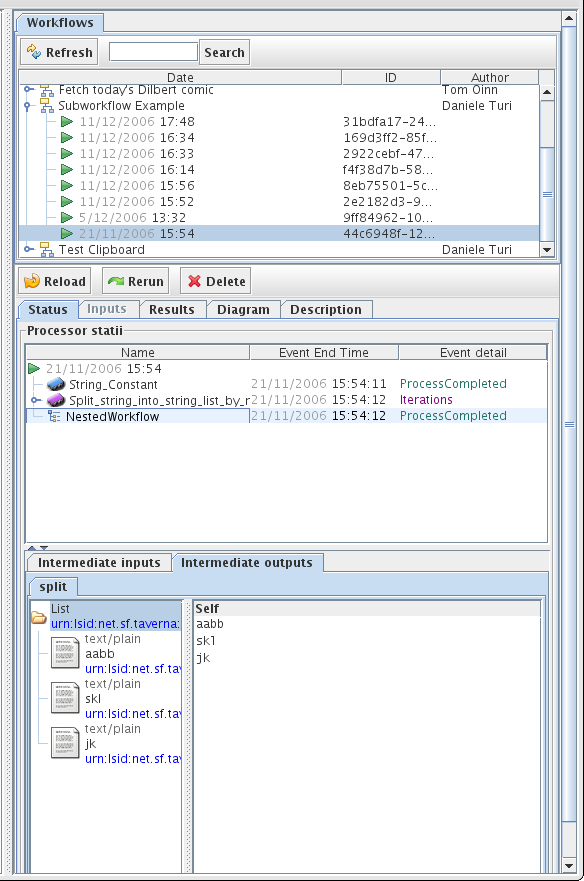 Workflows
Refresh Search
Date ID Author
Fetch today's Dilbert comic Tom Oinn
Subworkflow Example Daniele Turi
11/12/2006 17:48 31bdfa17-24...
11/12/2006 16:34 169d3ff2-85f...
11/12/2006 16:33 2922cebf-47...
11/12/2006 16:14 f4f38d7b-58...
11/12/2006 15:56 8eb75501-5c...
11/12/2006 15:52 2e2182d3-9...
5/12/2006 13:32 9ff84962-10...
21/11/2006 15:54 44c6948f-12...
Test Clipboard Daniele Turi
Reload Rerun Delete
Status Inputs Results Diagram Description
Processor statii
Name Event End Time Event detail
21/11/2006 15:54
String_Constant 21/11/2006 15:54:11 ProcessCompleted
Split_string_into_string_list_by_r 21/11/2006 15:54:12 Iterations
NestedWorkflow 21/11/2006 15:54:12 ProcessCompleted
Intermediate inputs Intermediate outputs
split
List
urn:lsid:net.sf.taverna:
text/plain
aabb
urn:lsid:net.sf.tav
text/plain
skl
urn:lsid:net.sf.tav
text/plain
jk
urn:lsid:net.sf.tav
Self
aabb
skl
jk